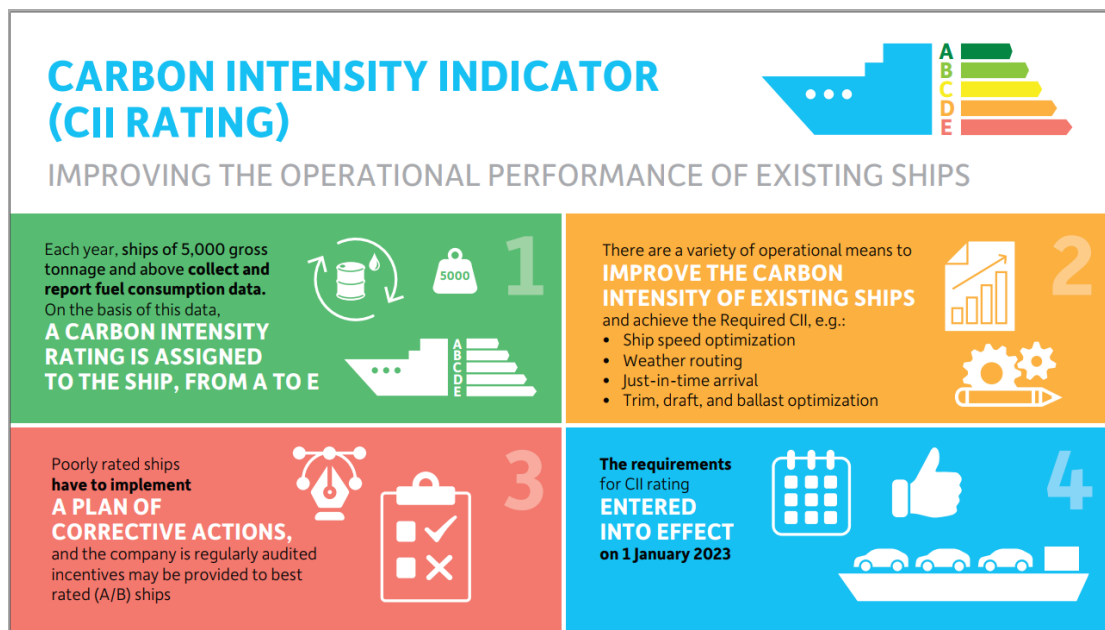 CARBON INTENSITY INDICATOR
(CII RATING)
IMPROVING THE OPERATIONAL PERFORMANCE OF EXISTING SHIPS
A
B
C
D
E
Each year, ships of 5,000 gross
tonnage and above collect and
report fuel consumption data.
On the basis of this data,
A CARBON INTENSITY
RATING IS ASSIGNED
TO THE SHIP, FROM A TO E
5000
1
A
B
C
D
E
There are a variety of operational means to
IMPROVE THE CARBON
INTENSITY OF EXISTING SHIPS
and achieve the Required CII, e.g.:
• Ship speed optimization
• Weather routing
• Just-in-time arrival
• Trim, draft, and ballast optimization
2
Poorly rated ships
have to implement
A PLAN OF
CORRECTIVE ACTIONS,
and the company is regularly audited
incentives may be provided to best
rated (A/B) ships
3
The requirements
for CII rating
ENTERED
INTO EFFECT
on 1 January 2023
4